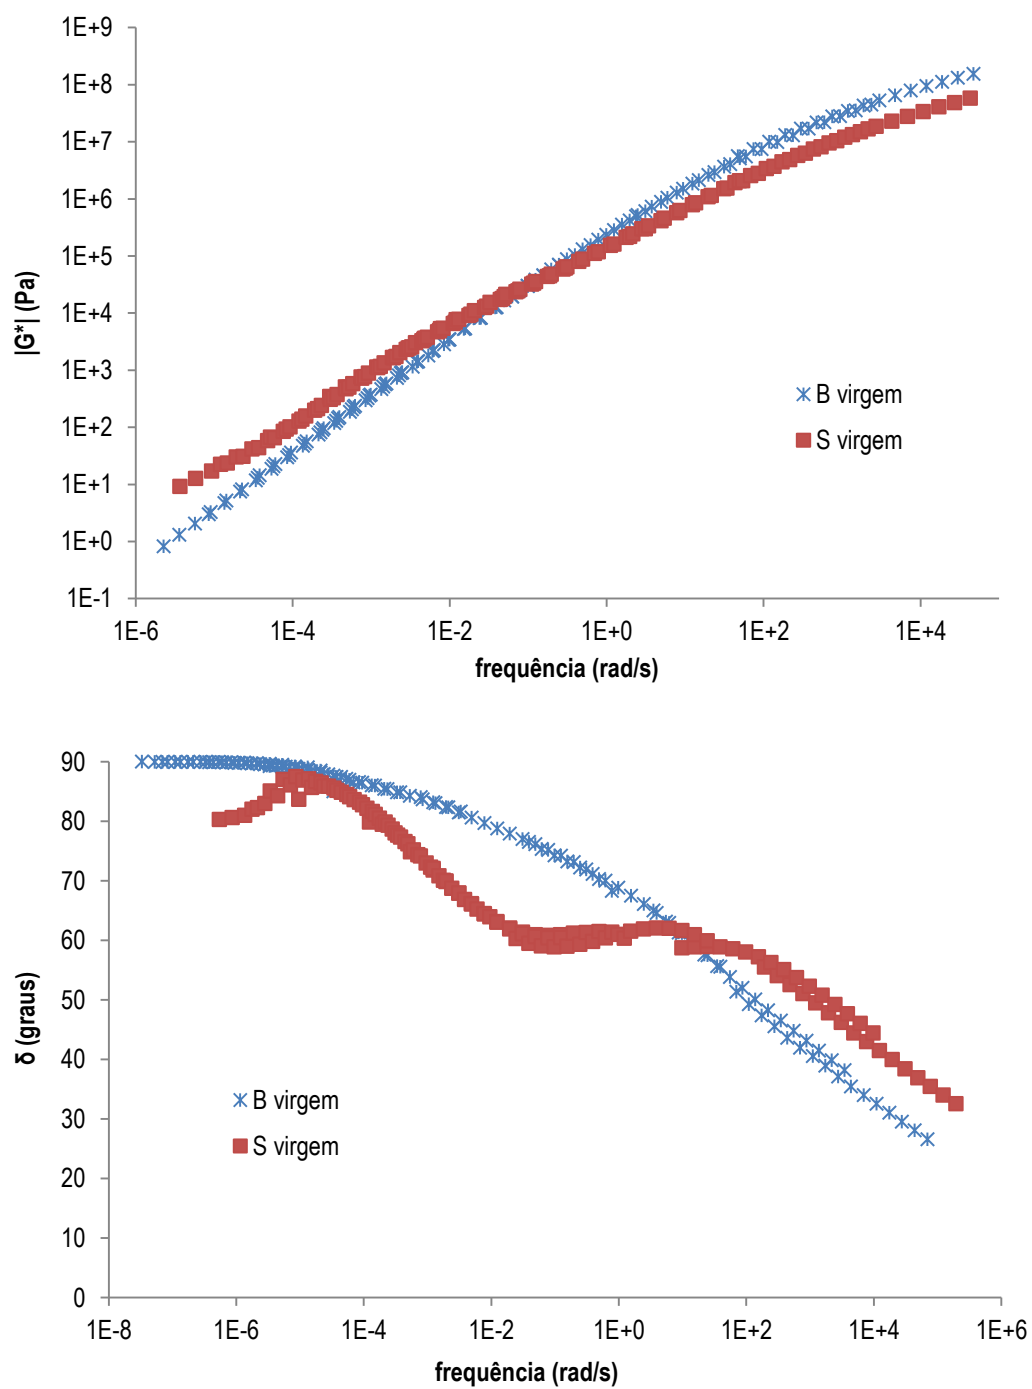 1E+9
1E+8
1E+7
1E+6
1E+5
1E+4
1E+3
1E+2
1E+1
1E+0
1E-1
|G*| (Pa)
B virgem
S virgem
1E-6 1E-4 1E-2 1E+0 1E+2 1E+4
frequência (rad/s)
90
80
70
60
50
40
30
20
10
0
δ (graus)
B virgem
S virgem
1E-8 1E-6 1E-4 1E-2 1E+0 1E+2 1E+4 1E+6
frequência (rad/s)